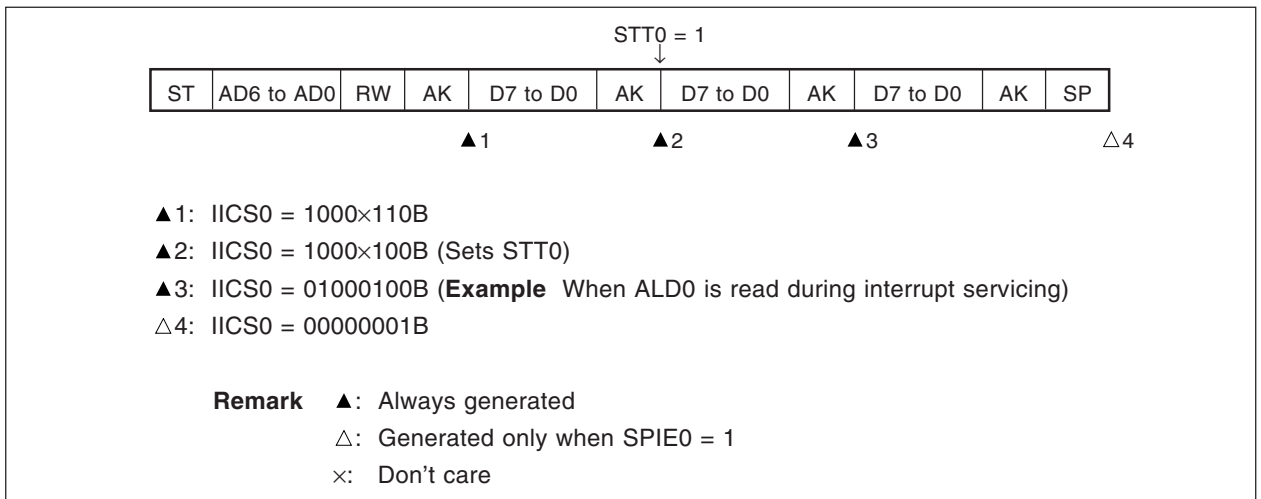 STT0 = 1
↓
ST AD6 to AD0 RW AK D7 to D0 AK D7 to D0 AK D7 to D0 AK SP
▲1 ▲2 ▲3 △4
▲1: IICS0 = 1000×110B
▲2: IICS0 = 1000×100B (Sets STT0)
▲3: IICS0 = 01000100B (Example When ALD0 is read during interrupt servicing)
△4: IICS0 = 00000001B
Remark ▲: Always generated
△: Generated only when SPIE0 = 1
×: Don't care